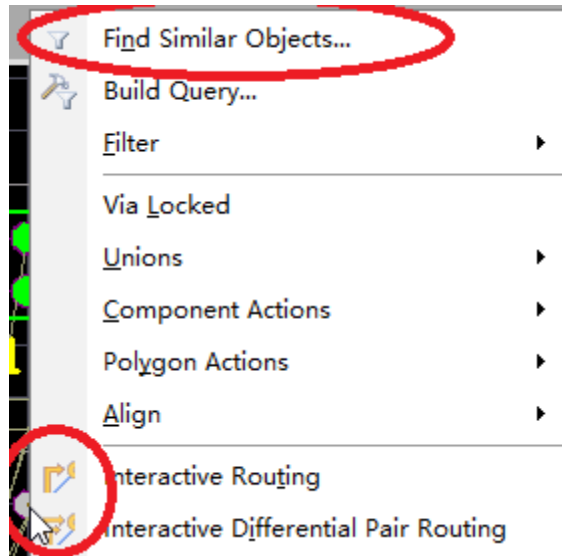 Find Similar Objects...
Build Query...
Filter
Via Locked
Unions
Component Actions
Polygon Actions
Align
Interactive Routing
Interactive Differential Pair Routing